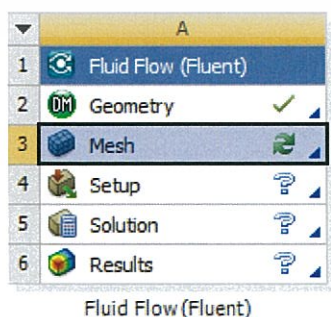 A
1 Fluid Flow (Fluent)
2 DM Geometry
3 Mesh
4 Setup ?
5 Solution ?
6 Results ?
Fluid Flow (Fluent)